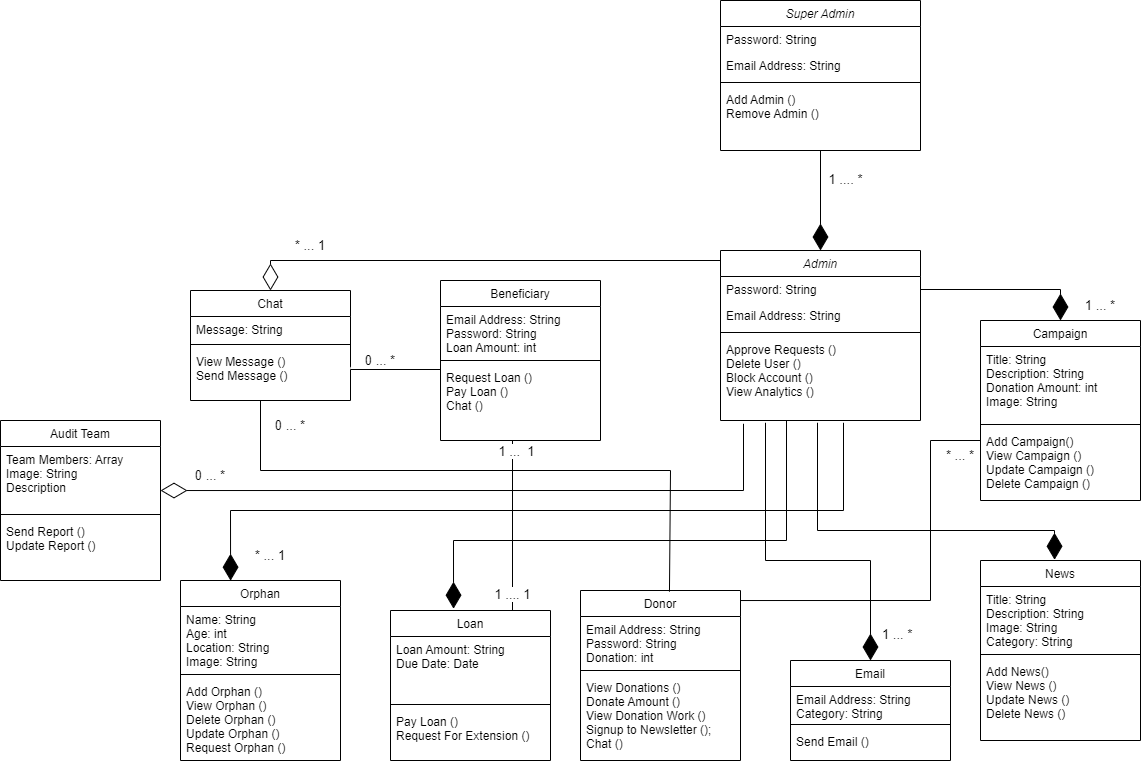 Super Admin
Password: String
Email Address: String
Add Admin ()
Remove Admin ()
1 .... *
* ... 1
Admin
Password: String
Email Address: String
Approve Requests ()
Delete User ()
Block Account ()
View Analytics ()
Chat
Message: String
View Message ()
Send Message ()
0 ... *
0 ... *
Beneficiary
Email Address: String
Password: String
Loan Amount: int
Request Loan ()
Pay Loan ()
Chat ()
1 ... 1
1 ... *
Campaign
Title: String
Description: String
Donation Amount: int
Image: String
Add Campaign()
View Campaign ()
Update Campaign ()
Delete Campaign ()
* ... *
Audit Team
Team Members: Array
Image: String
Description
Send Report ()
Update Report ()
0 ... *
* ... 1
Orphan
Name: String
Age: int
Location: String
Image: String
Add Orphan ()
View Orphan ()
Delete Orphan ()
Update Orphan ()
Request Orphan ()
1 .... 1
Loan
Loan Amount: String
Due Date: Date
Pay Loan ()
Request For Extension ()
Donor
Email Address: String
Password: String
Donation: int
View Donations ()
Donate Amount ()
View Donation Work ()
Signup to Newsletter ();
Chat ()
1 ... *
Email
Email Address: String
Category: String
Send Email ()
News
Title: String
Description: String
Image: String
Category: String
Add News()
View News ()
Update News ()
Delete News ()